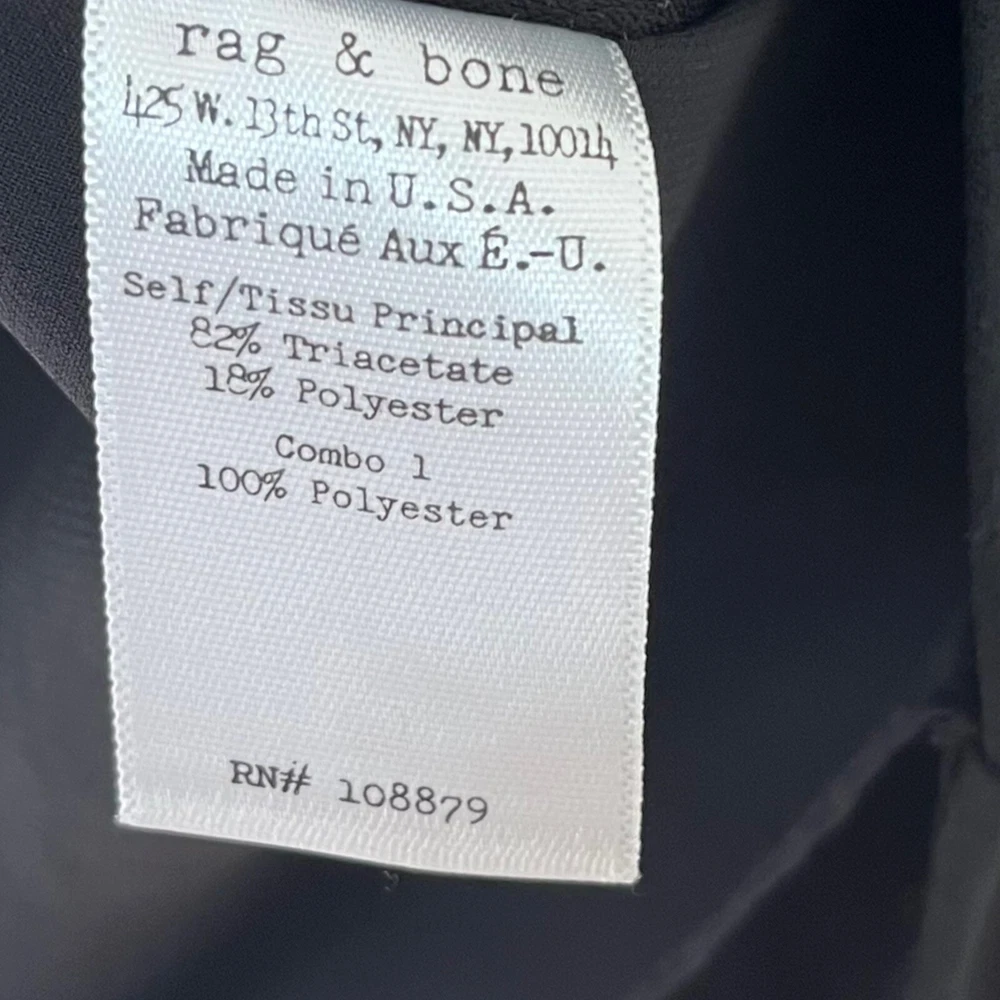 rag & bone
425 W. 13th St, NY, NY, 10014
Made in U.S.A.
Fabriqué Aux É.-U.
Self/Tissu Principal
82% Triacetate
18% Polyester
Combo 1
100% Polyester
RN# 108879